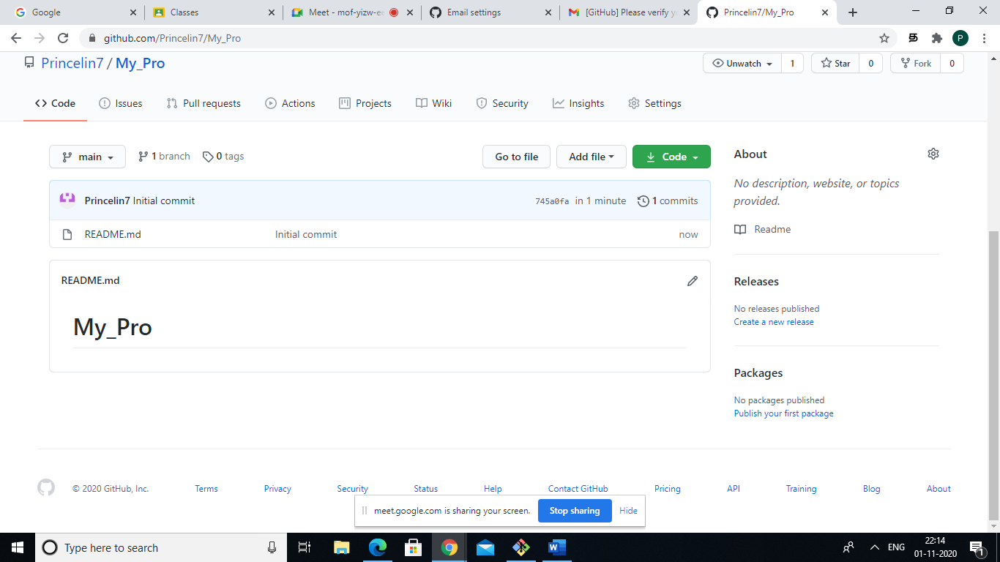 Google
Classes
Meet - mof-yizw-ee
Email settings
[GitHub] Please verify y
Princelin7/My_Pro
github.com/Princelin7/My_Pro
P
Princelin7 / My_Pro
Unwatch 1
Star 0
Fork 0
Code Issues Pull requests Actions Projects Wiki Security Insights Settings
main 1 branch 0 tags
Go to file Add file Code
Princelin7 Initial commit 745a0fa in 1 minute 1 commits
README.md Initial commit now
README.md
My_Pro
About
No description, website, or topics
provided.
Readme
Releases
No releases published
Create a new release
Packages
No packages published
Publish your first package
© 2020 GitHub, Inc. Terms Privacy Security Status Help Contact GitHub Pricing API Training Blog About
meet.google.com is sharing your screen. Stop sharing Hide
Type here to search
ENG
22:14
01-11-2020
1